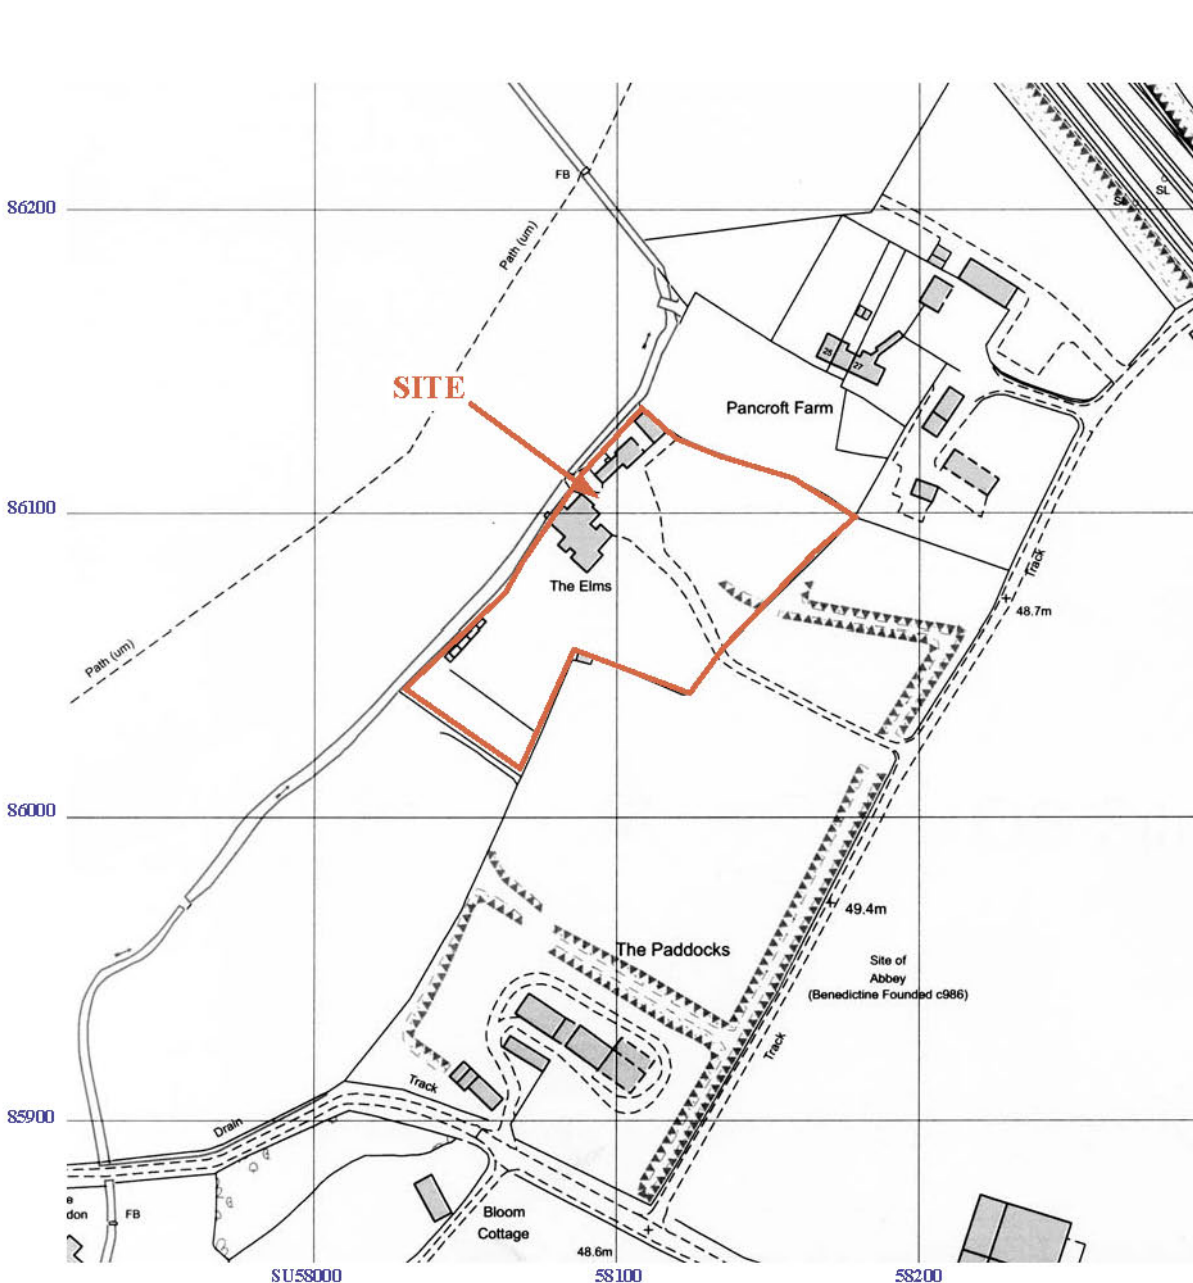 FB
SL
86200
Path (um)
25
27
SITE
Pancroft Farm
86100
The Elms
Track
48.7m
Path (um)
86000
49.4m
The Paddocks
Site of
Abbey
(Benedictine Founded c986)
Track
Track
85900
Drain
e
don
FB
Bloom
Cottage
48.6m
SU58000
58100
58200